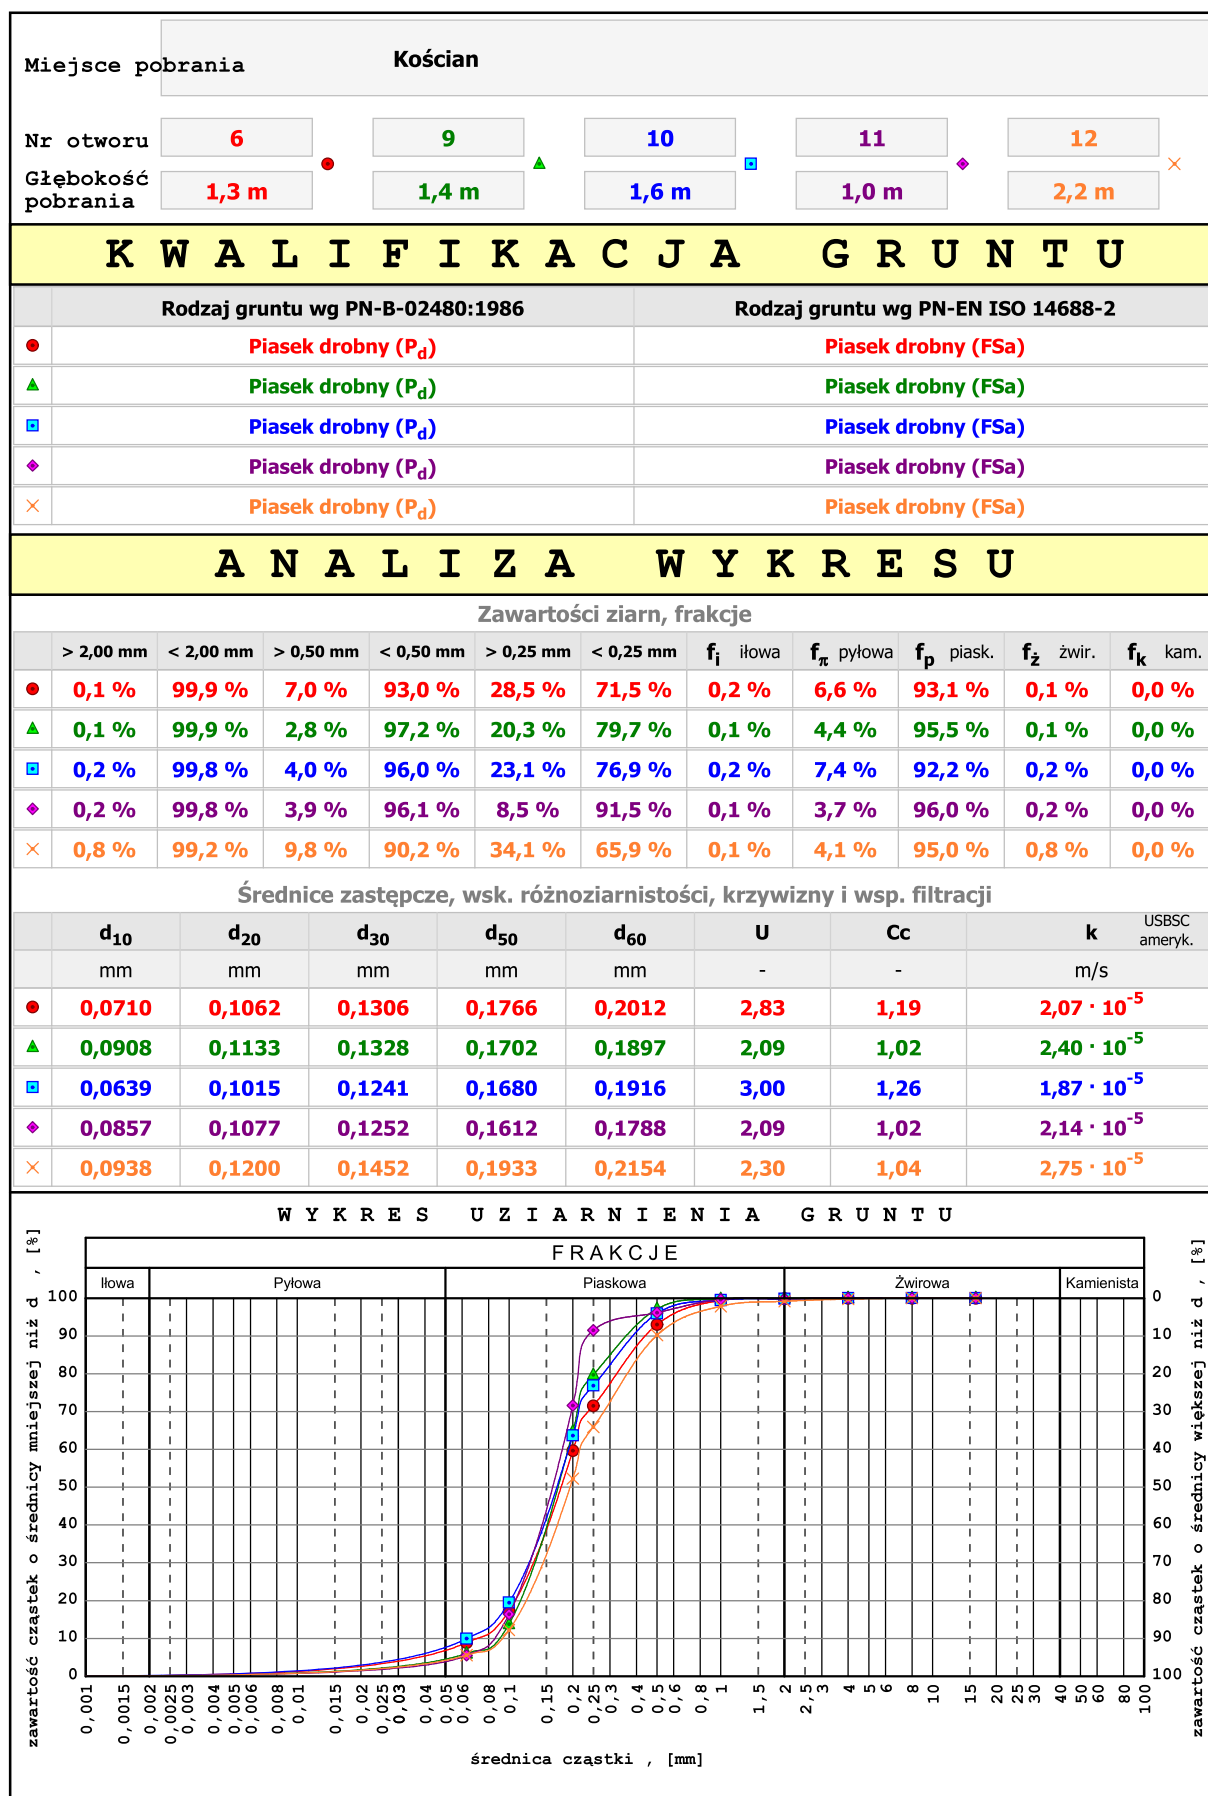 Miejsce pobrania Kościan
Nr otworu 6 9 10 11 12
Głębokość
pobrania 1,3 m 1,4 m 1,6 m 1,0 m 2,2 m
KWALIFIKACJA GRUNTU
Rodzaj gruntu wg PN-B-02480:1986 Rodzaj gruntu wg PN-EN ISO 14688-2
Piasek drobny (Pd) Piasek drobny (FSa)
Piasek drobny (Pd) Piasek drobny (FSa)
Piasek drobny (Pd) Piasek drobny (FSa)
Piasek drobny (Pd) Piasek drobny (FSa)
Piasek drobny (Pd) Piasek drobny (FSa)
ANALIZA WYKRESU
Zawartości ziarn, frakcje
> 2,00 mm < 2,00 mm > 0,50 mm < 0,50 mm > 0,25 mm < 0,25 mm fi iłowa fπ pyłowa fp piask. fż żwir. fk kam.
0,1 % 99,9 % 7,0 % 93,0 % 28,5 % 71,5 % 0,2 % 6,6 % 93,1 % 0,1 % 0,0 %
0,1 % 99,9 % 2,8 % 97,2 % 20,3 % 79,7 % 0,1 % 4,4 % 95,5 % 0,1 % 0,0 %
0,2 % 99,8 % 4,0 % 96,0 % 23,1 % 76,9 % 0,2 % 7,4 % 92,2 % 0,2 % 0,0 %
0,2 % 99,8 % 3,9 % 96,1 % 8,5 % 91,5 % 0,1 % 3,7 % 96,0 % 0,2 % 0,0 %
0,8 % 99,2 % 9,8 % 90,2 % 34,1 % 65,9 % 0,1 % 4,1 % 95,0 % 0,8 % 0,0 %
Średnice zastępcze, wsk. różnoziarnistości, krzywizny i wsp. filtracji
d10 d20 d30 d50 d60 U Cc k USBSC ameryk.
mm mm mm mm mm - - m/s
0,0710 0,1062 0,1306 0,1766 0,2012 2,83 1,19 2,07 · 10-5
0,0908 0,1133 0,1328 0,1702 0,1897 2,09 1,02 2,40 · 10-5
0,0639 0,1015 0,1241 0,1680 0,1916 3,00 1,26 1,87 · 10-5
0,0857 0,1077 0,1252 0,1612 0,1788 2,09 1,02 2,14 · 10-5
0,0938 0,1200 0,1452 0,1933 0,2154 2,30 1,04 2,75 · 10-5
WYKRES UZIARNIENIA GRUNTU
FRAKCJE
Iłowa Pyłowa Piaskowa Żwirowa Kamienista
zawartość cząstek o średnicy mniejszej niż d , [%]
100 0
90 10
80 20
70 30
60 40
50 50
40 60
30 70
20 80
10 90
0 100
zawartość cząstek o średnicy większej niż d , [%]
0,001 0,0015 0,002 0,0025 0,003 0,004 0,005 0,006 0,008 0,01 0,015 0,02 0,025 0,03 0,04 0,05 0,06 0,08 0,1 0,15 0,2 0,25 0,3 0,4 0,5 0,6 0,8 1 1,5 2 2,5 3 4 5 6 8 10 15 20 25 30 40 50 60 80 100
średnica cząstki , [mm]